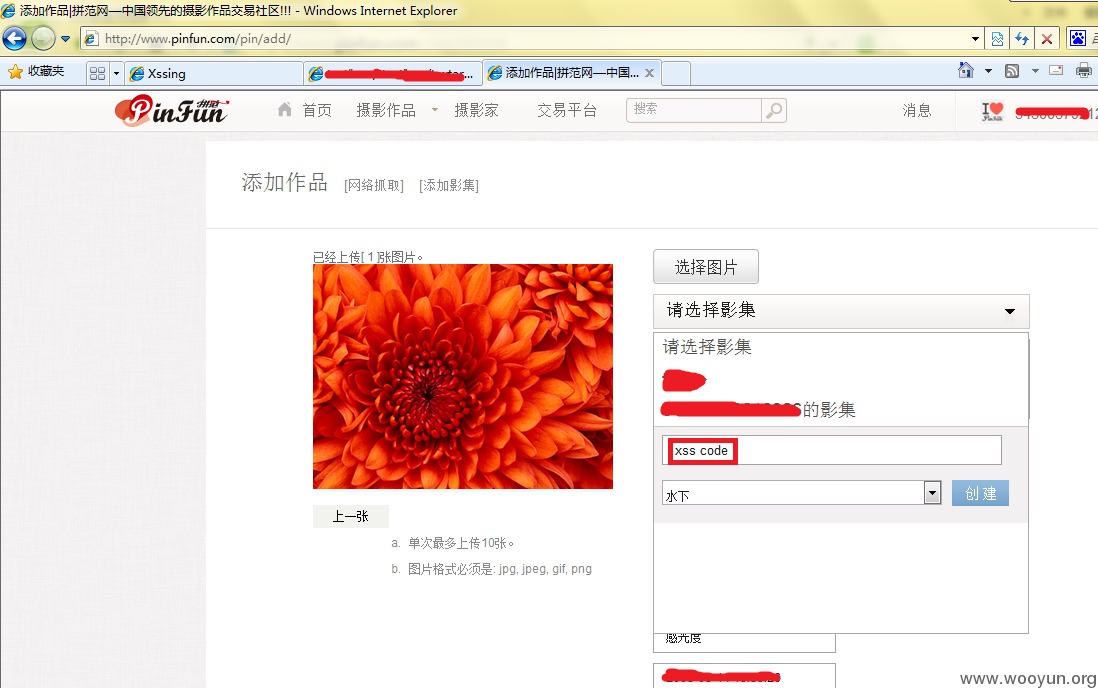 添加作品|拼范网—中国领先的摄影作品交易社区!!! - Windows Internet Explorer
http://www.pinfun.com/pin/add/
收藏夹 Xssing 添加作品|拼范网—中国...
PinFun 拼范 首页 摄影作品 摄影家 交易平台 搜索 消息
添加作品 [网络抓取] [添加影集]
已经上传[ 1 ]张图片。
选择图片
请选择影集
请选择影集
的影集
xss code
水下 创建
上一张
a. 单次最多上传10张。
b. 图片格式必须是: jpg, jpeg, gif, png
感光度
www.wooyun.org